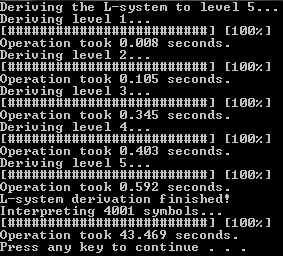 Deriving the L-system to level 5...
Deriving level 1...
[##########################] [100%]
Operation took 0.008 seconds.
Deriving level 2...
[##########################] [100%]
Operation took 0.105 seconds.
Deriving level 3...
[##########################] [100%]
Operation took 0.345 seconds.
Deriving level 4...
[##########################] [100%]
Operation took 0.403 seconds.
Deriving level 5...
[##########################] [100%]
Operation took 0.592 seconds.
L-system derivation finished!
Interpreting 4001 symbols...
[##########################] [100%]
Operation took 43.469 seconds.
Press any key to continue . . .